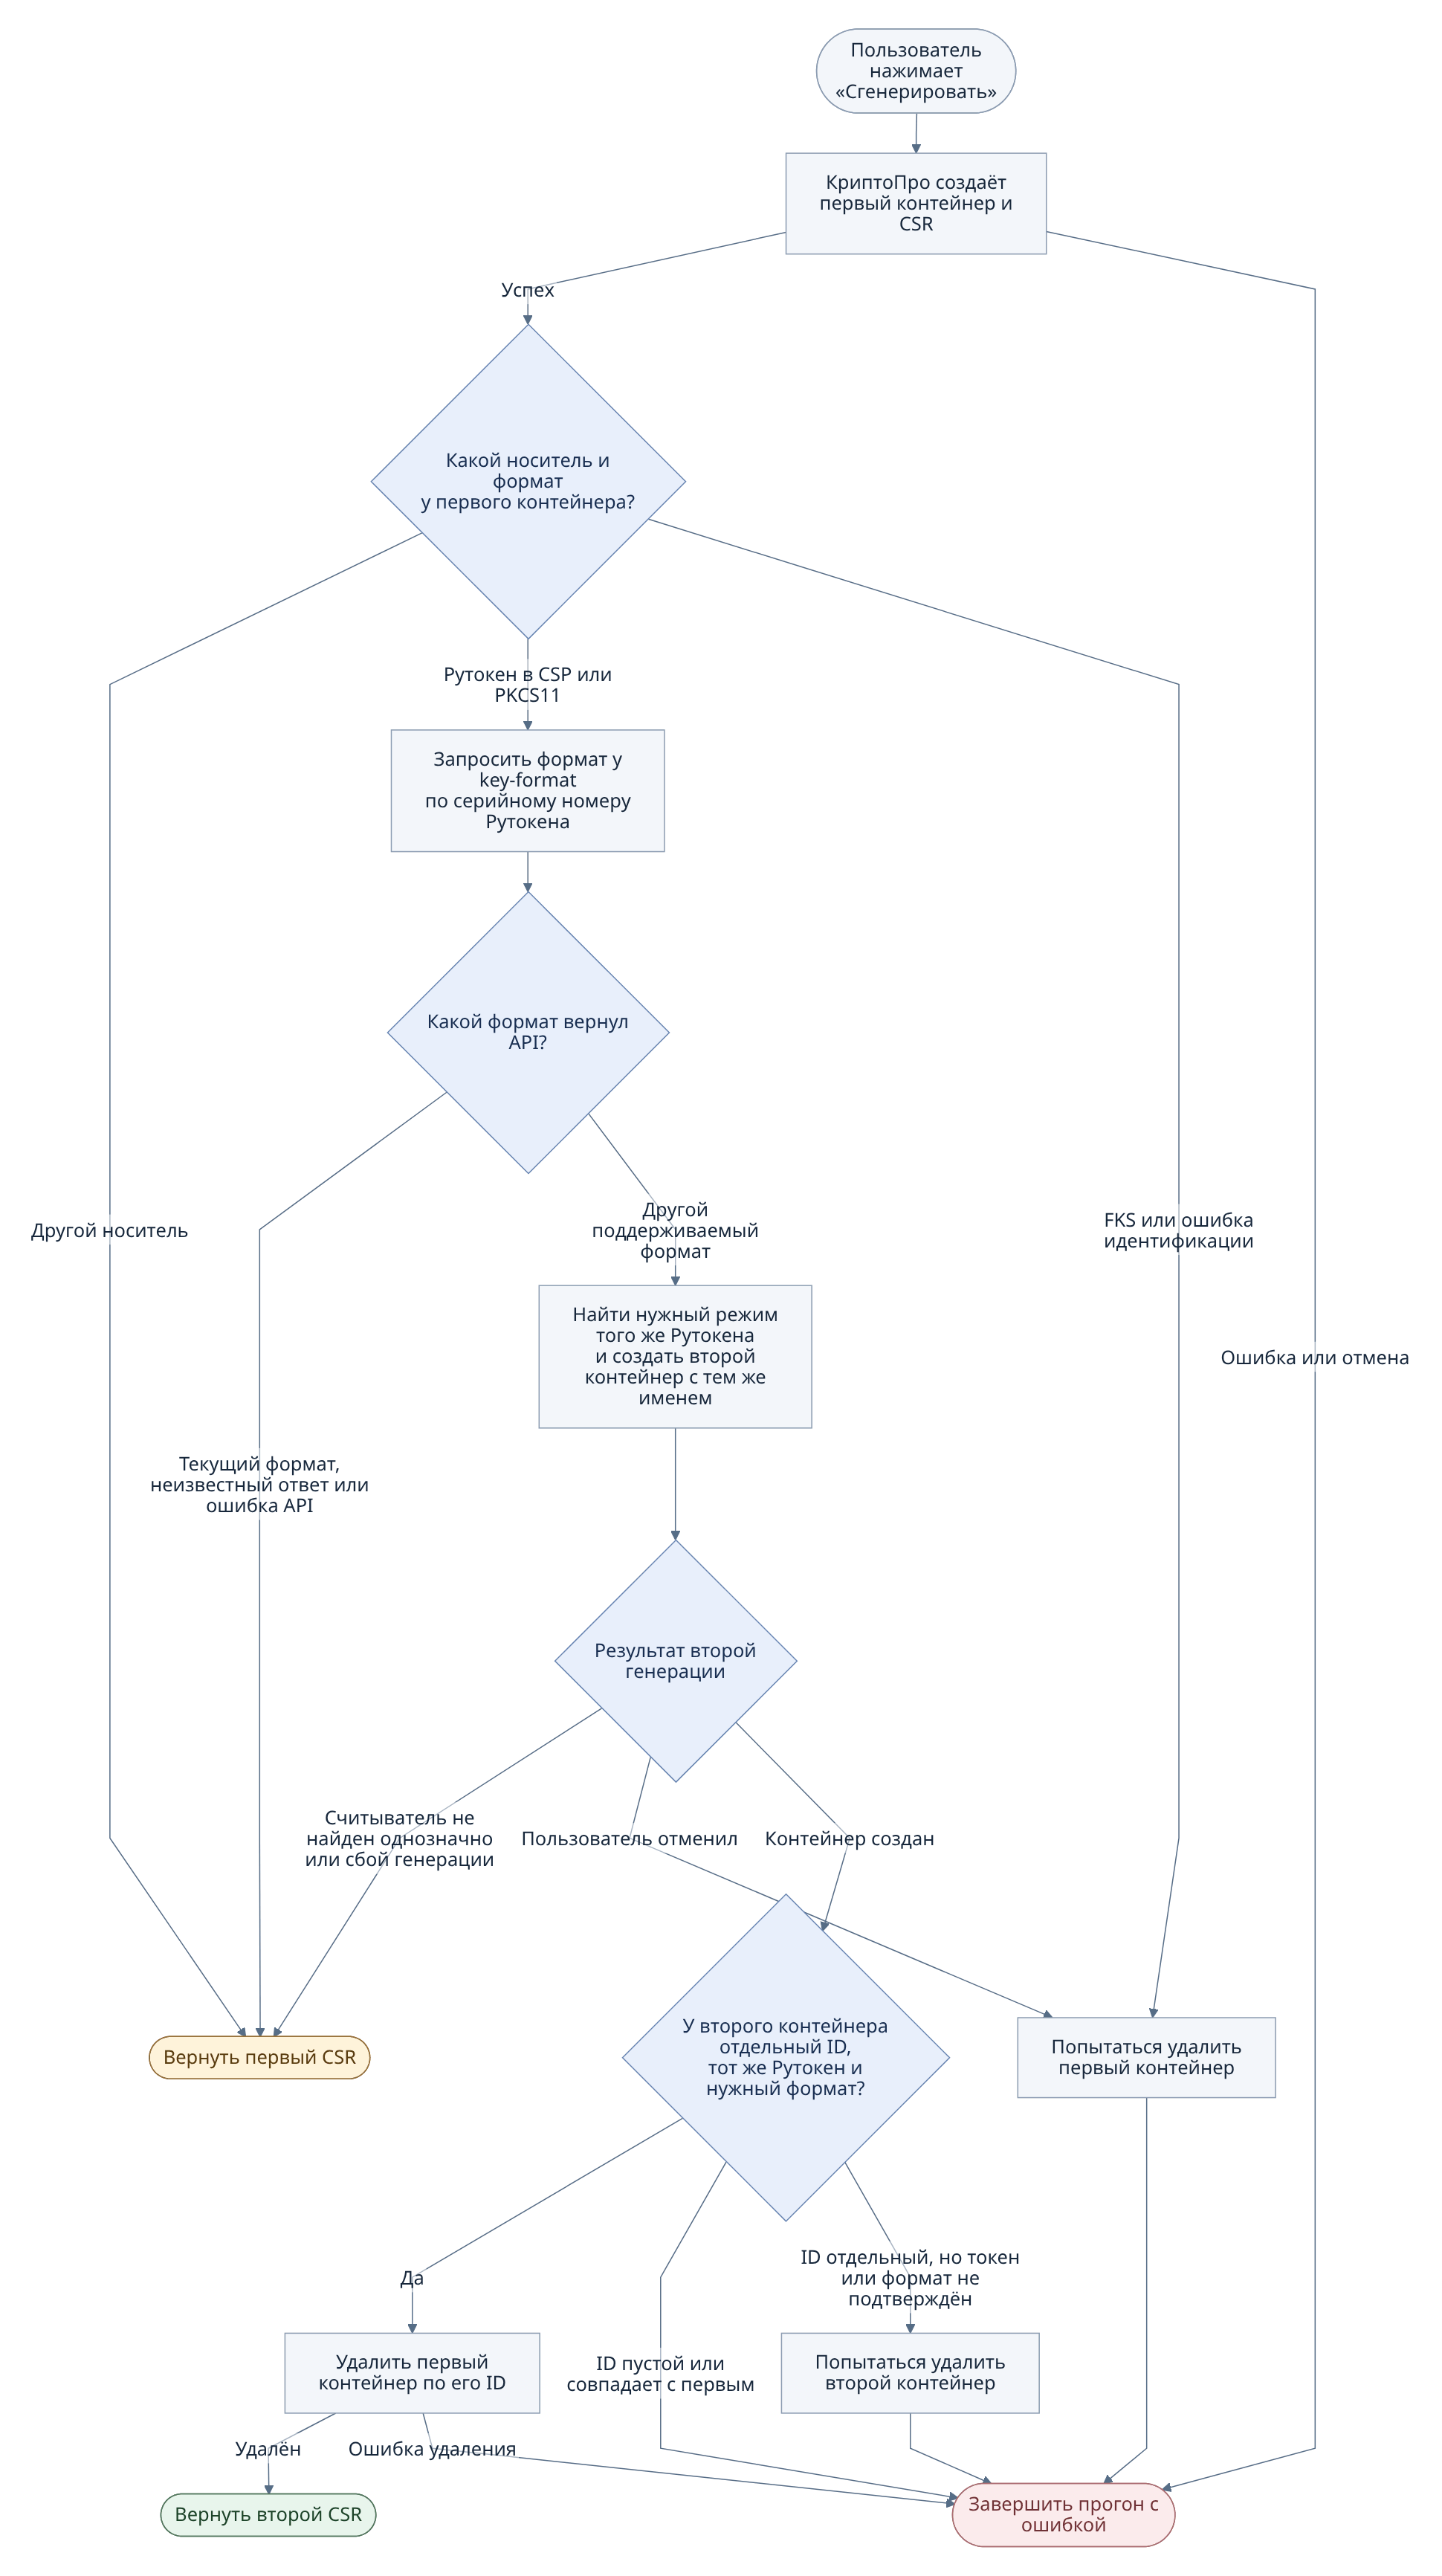 Пользователь
нажимает
«Сгенерировать»
КриптоПро создаёт
первый контейнер и
CSR
Успех
Какой носитель и
формат
у первого контейнера?
Рутокен в CSP или
PKCS11
Запросить формат у
key-format
по серийному номеру
Рутокена
Какой формат вернул
API?
Другой носитель
Другой
поддерживаемый
формат
FKS или ошибка
идентификации
Найти нужный режим
того же Рутокена
и создать второй
контейнер с тем же
именем
Ошибка или отмена
Текущий формат,
неизвестный ответ или
ошибка API
Результат второй
генерации
Считыватель не
найден однозначно
или сбой генерации
Пользователь отменил
Контейнер создан
Вернуть первый CSR
У второго контейнера
отдельный ID,
тот же Рутокен и
нужный формат?
Попытаться удалить
первый контейнер
Да
ID отдельный, но токен
или формат не
подтверждён
Удалить первый
контейнер по его ID
ID пустой или
совпадает с первым
Попытаться удалить
второй контейнер
Удалён
Ошибка удаления
Вернуть второй CSR
Завершить прогон с
ошибкой